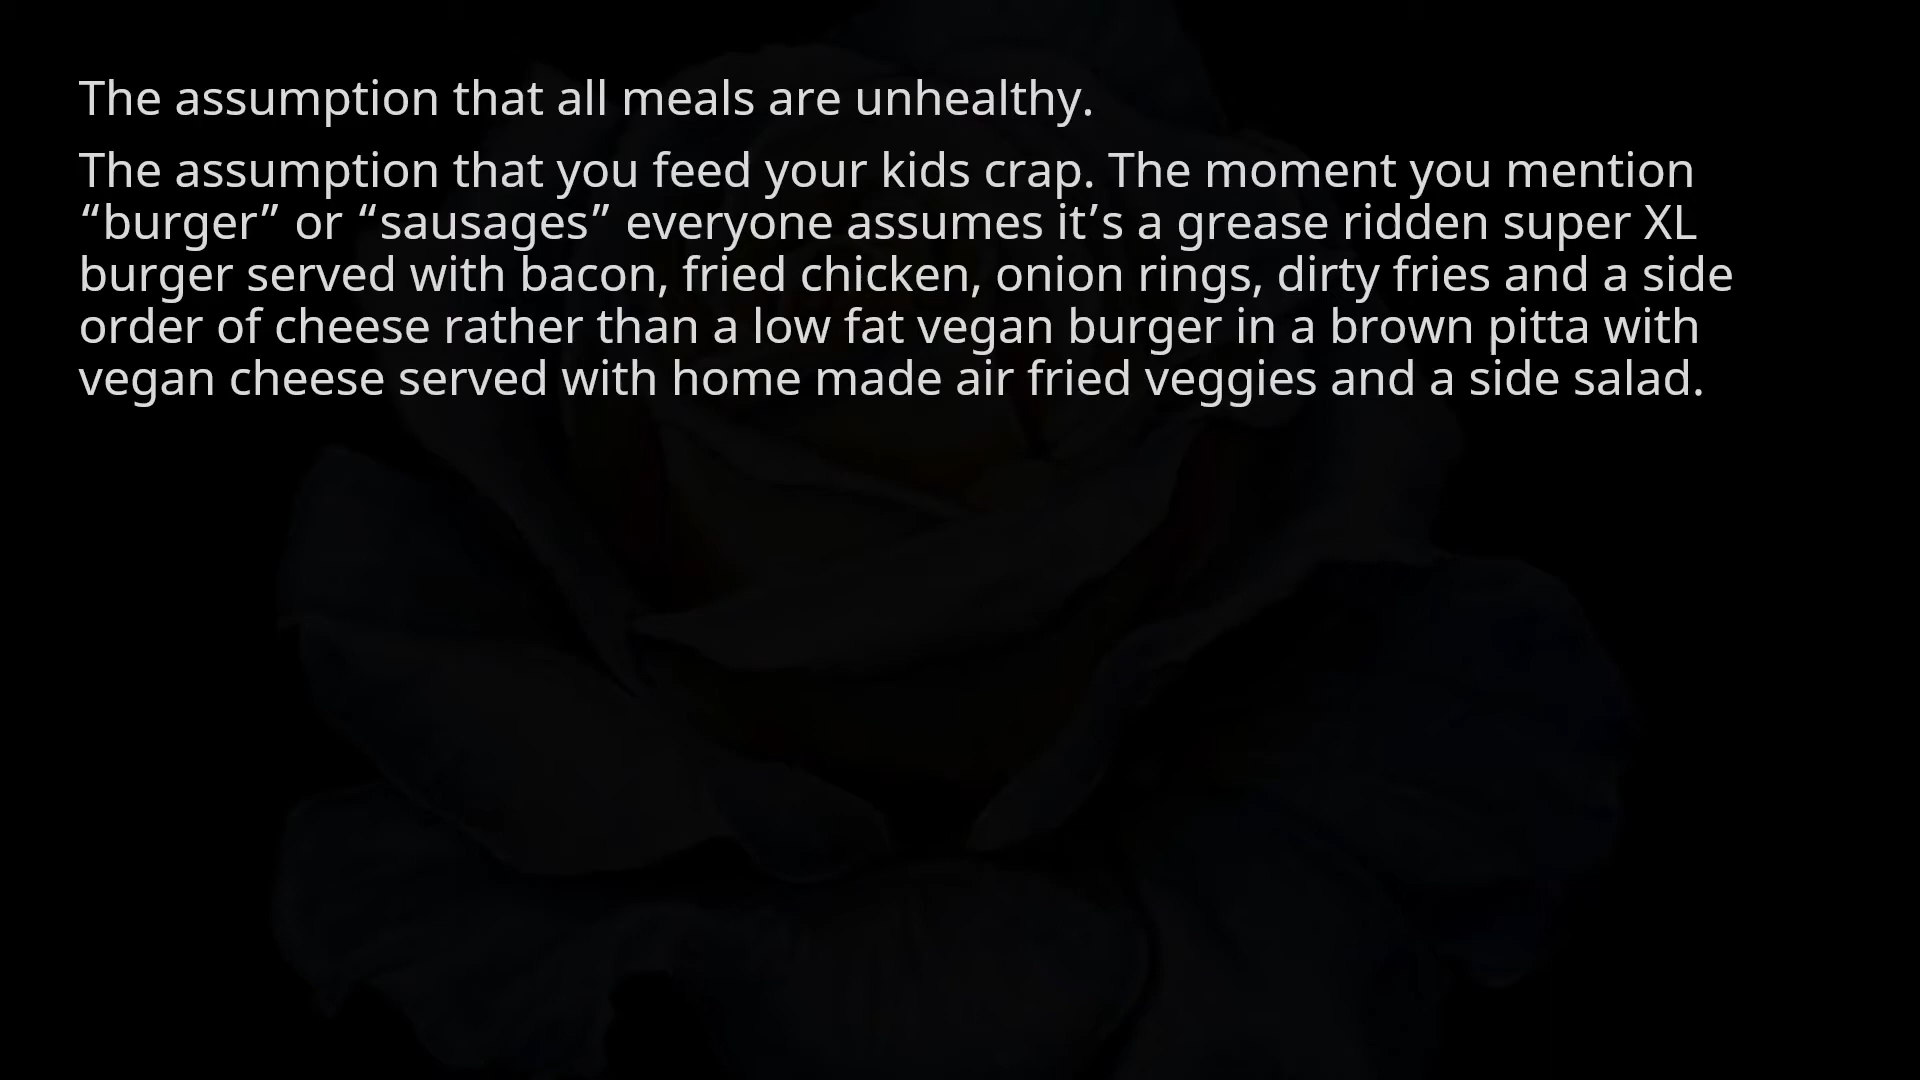 The assumption that all meals are unhealthy.
The assumption that you feed your kids crap. The moment you mention
“burger” or “sausages” everyone assumes it’s a grease ridden super XL
burger served with bacon, fried chicken, onion rings, dirty fries and a side
order of cheese rather than a low fat vegan burger in a brown pitta with
vegan cheese served with home made air fried veggies and a side salad.